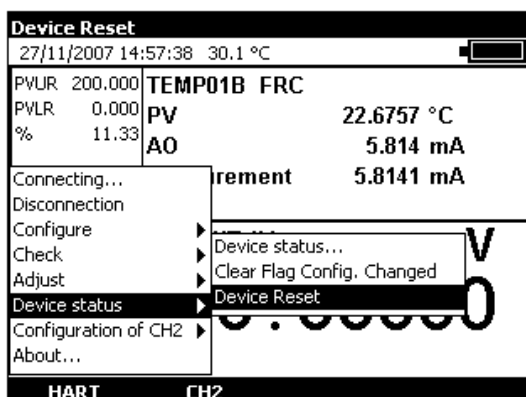 Device Reset
27/11/2007 14:57:38 30.1 °C
PVUR 200.000
PVLR 0.000
% 11.33
TEMP01B FRC
PV 22.6757 °C
AO 5.814 mA
rement 5.8141 mA
Connecting...
Disconnection
Configure
Check
Adjust
Device status
Configuration of CH2
About...
Device status...
Clear Flag Config. Changed
Device Reset
V
HART CH2